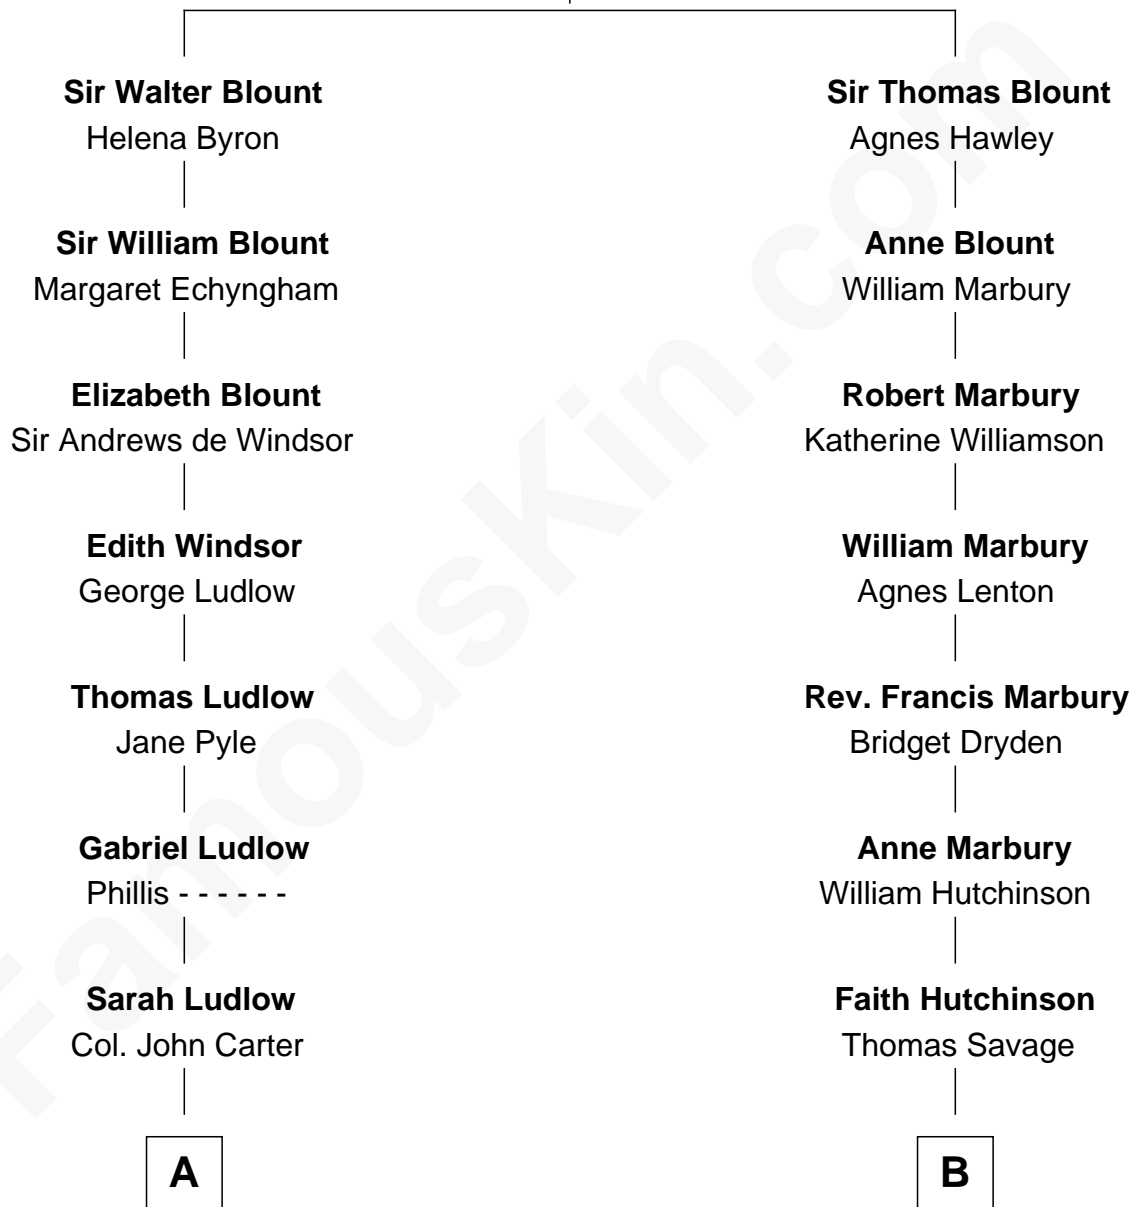 Sir Walter Blount
Helena Byron
Sir William Blount
Margaret Echyngham
Elizabeth Blount
Sir Andrews de Windsor
Edith Windsor
George Ludlow
Thomas Ludlow
Jane Pyle
Gabriel Ludlow
Phillis - - - - - -
Sarah Ludlow
Col. John Carter
A
Sir Thomas Blount
Agnes Hawley
Anne Blount
William Marbury
Robert Marbury
Katherine Williamson
William Marbury
Agnes Lenton
Rev. Francis Marbury
Bridget Dryden
Anne Marbury
William Hutchinson
Faith Hutchinson
Thomas Savage
B
FamousKin.com